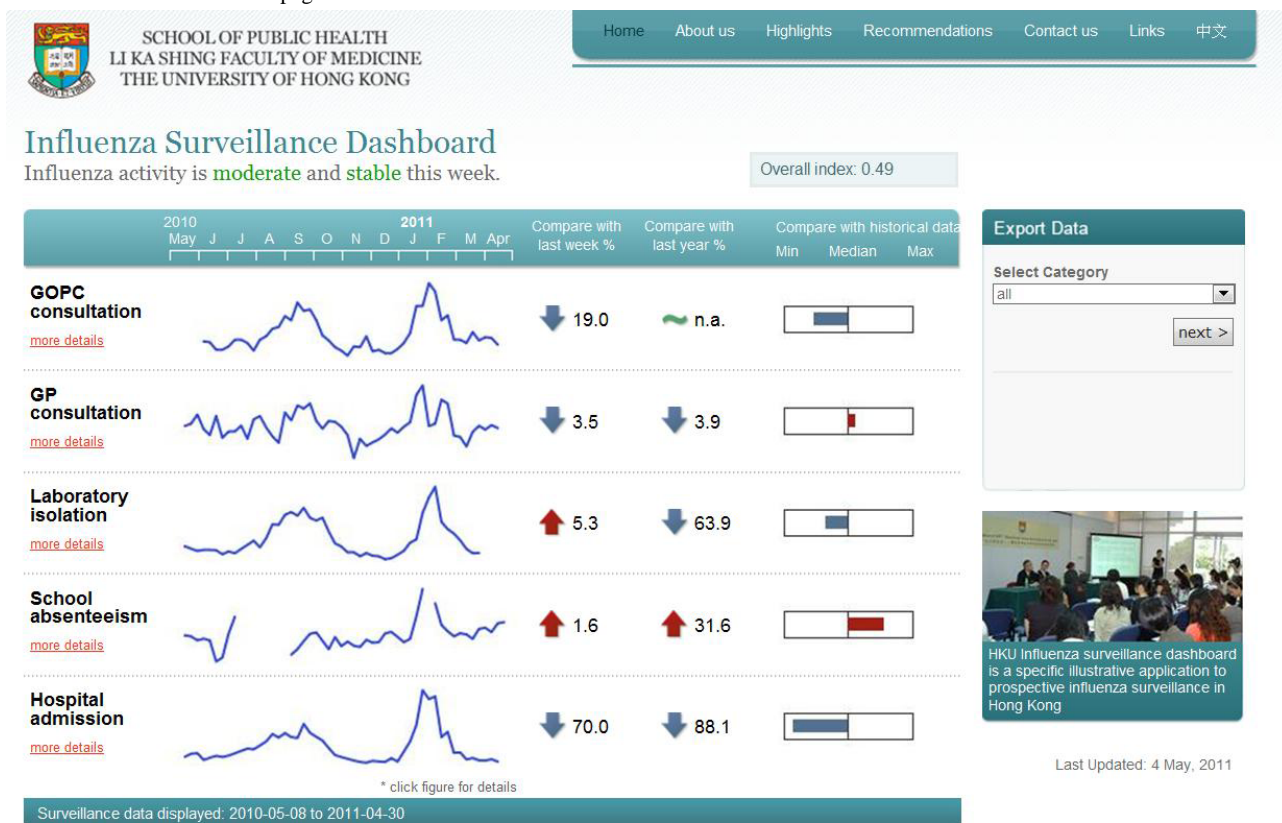 SCHOOL OF PUBLIC HEALTH
LI KA SHING FACULTY OF MEDICINE
THE UNIVERSITY OF HONG KONG
Home About us Highlights Recommendations Contact us Links 中文
Influenza Surveillance Dashboard
Influenza activity is moderate and stable this week.
Overall index: 0.49
2010 2011
May J J A S O N D J F M Apr
Compare with
last week %
Compare with
last year %
Compare with historical data
Min Median Max
GOPC
consultation
more details
19.0 n.a.
GP
consultation
more details
3.5 3.9
Laboratory
isolation
more details
5.3 63.9
School
absenteeism
more details
1.6 31.6
Hospital
admission
more details
70.0 88.1
* click figure for details
Surveillance data displayed: 2010-05-08 to 2011-04-30
Export Data
Select Category
all
next >
HKU Influenza surveillance dashboard
is a specific illustrative application to
prospective influenza surveillance in
Hong Kong
Last Updated: 4 May, 2011